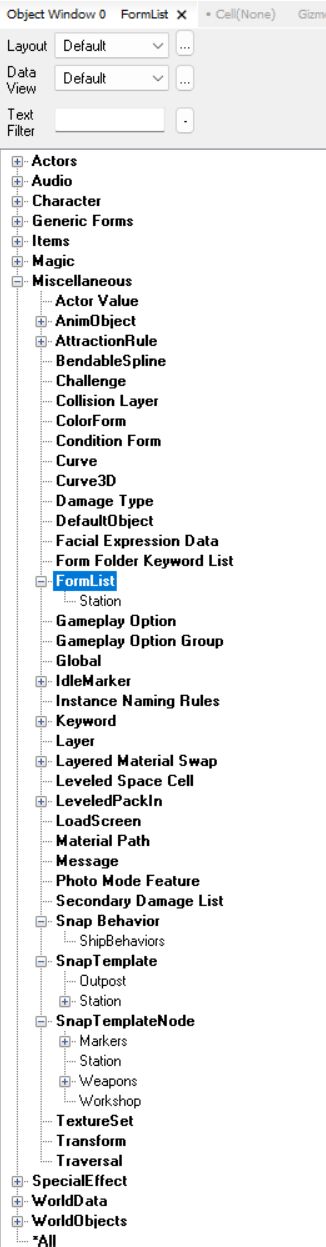 Object Window 0 FormList × • Cell(None) Gizmo
Layout Default ...
Data View Default ...
Text Filter .
Actors
Audio
Character
Generic Forms
Items
Magic
Miscellaneous
Actor Value
AnimObject
AttractionRule
BendableSpline
Challenge
Collision Layer
ColorForm
Condition Form
Curve
Curve3D
Damage Type
DefaultObject
Facial Expression Data
Form Folder Keyword List
FormList
Station
Gameplay Option
Gameplay Option Group
Global
IdleMarker
Instance Naming Rules
Keyword
Layer
Layered Material Swap
Leveled Space Cell
LeveledPackIn
LoadScreen
Material Path
Message
Photo Mode Feature
Secondary Damage List
Snap Behavior
ShipBehaviors
SnapTemplate
Outpost
Station
SnapTemplateNode
Markers
Station
Weapons
Workshop
TextureSet
Transform
Traversal
SpecialEffect
WorldData
WorldObjects
*All